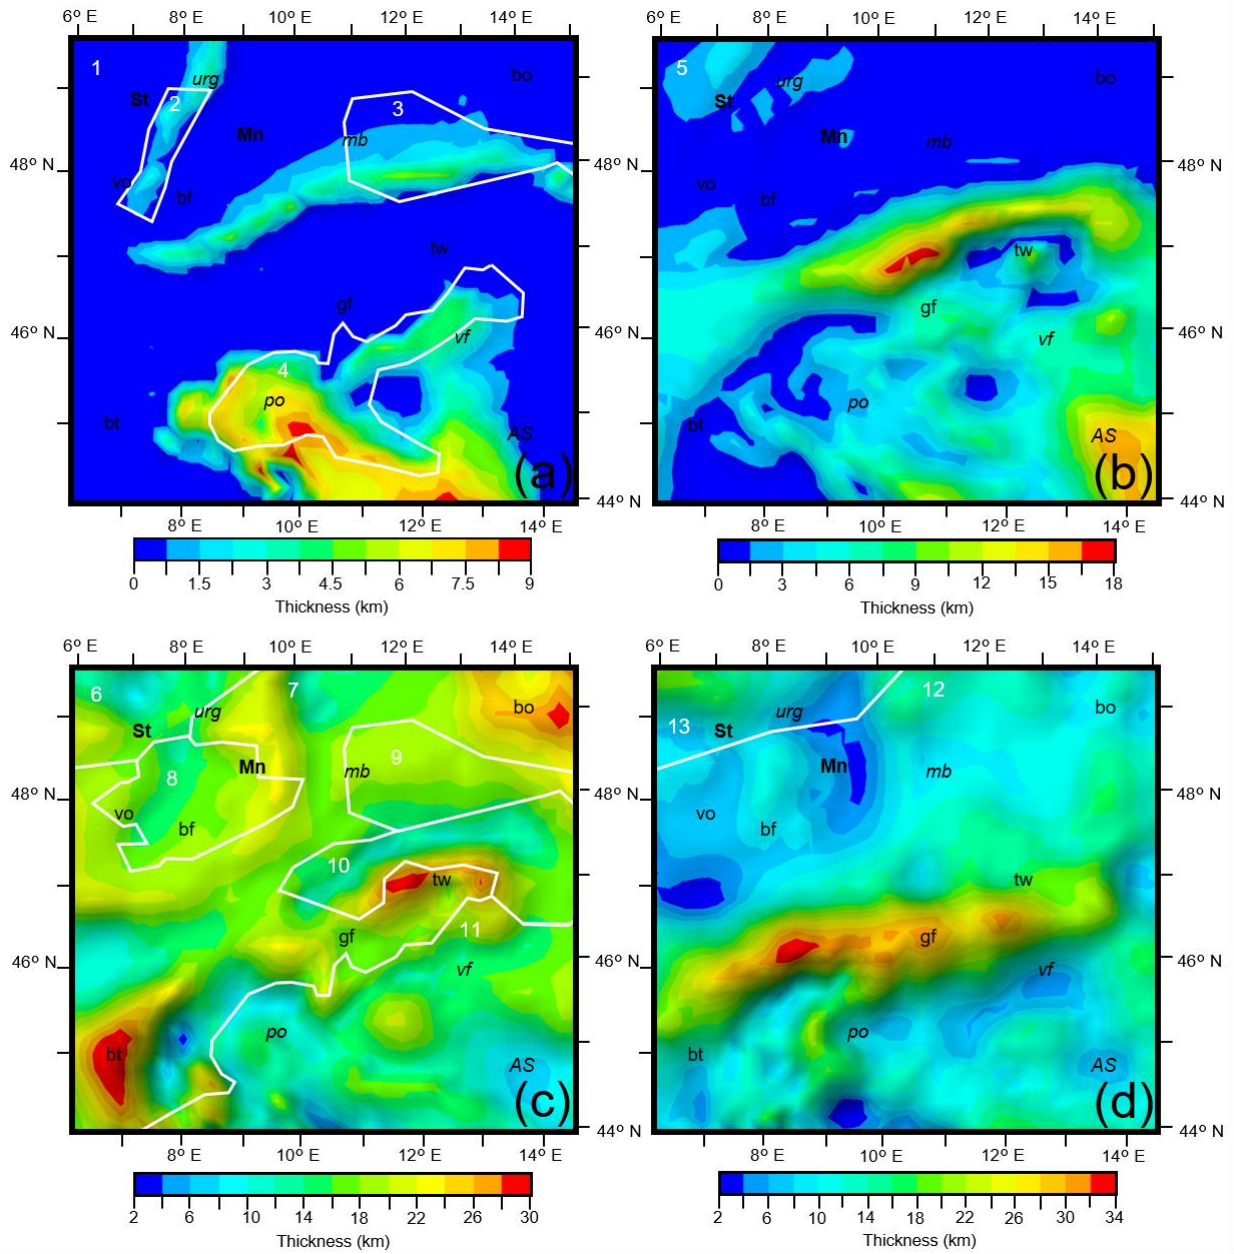 6º E 8º E 10º E 12º E 14º E
6º E 8º E 10º E 12º E 14º E
1
urg
bo
St
2
3
Mn
mb
48º N
vo
bf
tw
gf
46º N
vf
4
po
bt
AS
(a)
44º N
8º E 10º E 12º E 14º E
0 1.5 3 4.5 6 7.5 9
Thickness (km)
5
urg
bo
St
Mn
mb
48º N
vo
bf
tw
gf
46º N
vf
po
bt
AS
(b)
44º N
8º E 10º E 12º E 14º E
0 3 6 9 12 15 18
Thickness (km)
6º E 8º E 10º E 12º E 14º E
6º E 8º E 10º E 12º E 14º E
6
7
urg
bo
St
Mn
9
mb
8
48º N
vo
bf
10
tw
11
gf
46º N
vf
po
bt
AS
(c)
44º N
8º E 10º E 12º E 14º E
2 6 10 14 18 22 26 30
Thickness (km)
12
urg
bo
13
St
Mn
mb
48º N
vo
bf
tw
gf
46º N
vf
po
bt
AS
(d)
44º N
8º E 10º E 12º E 14º E
2 6 10 14 18 22 26 30 34
Thickness (km)